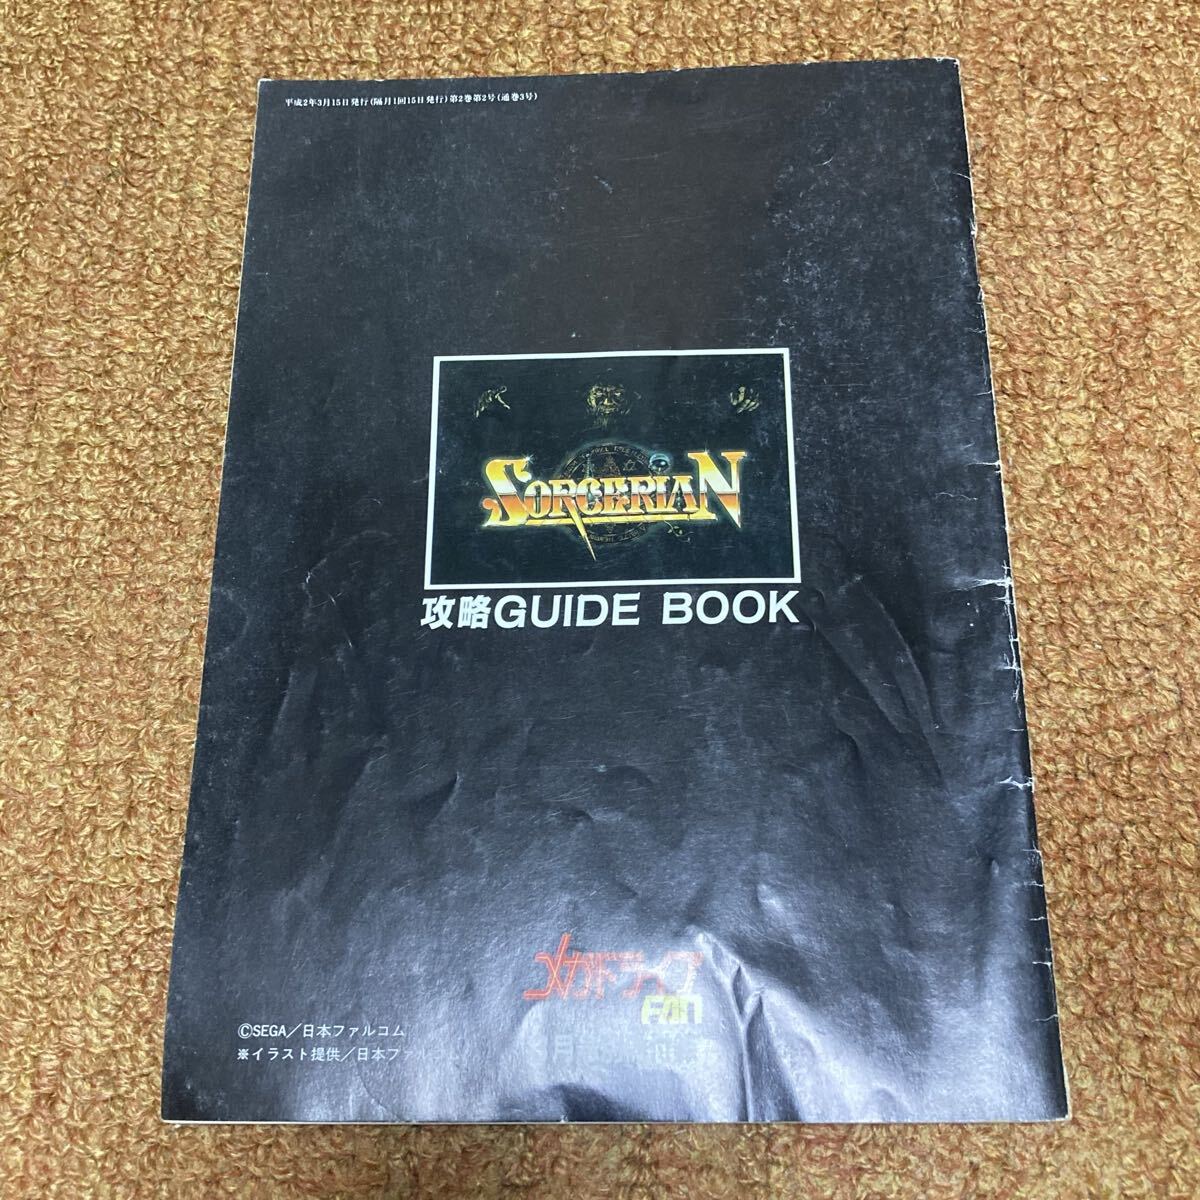 平成2年3月15日発行(隔月1回15日発行)第2巻第2号(通巻3号)
SORCERIAN
攻略GUIDE BOOK
メガドライブ
FAN
©SEGA/日本ファルコム
※イラスト提供/日本ファルコム